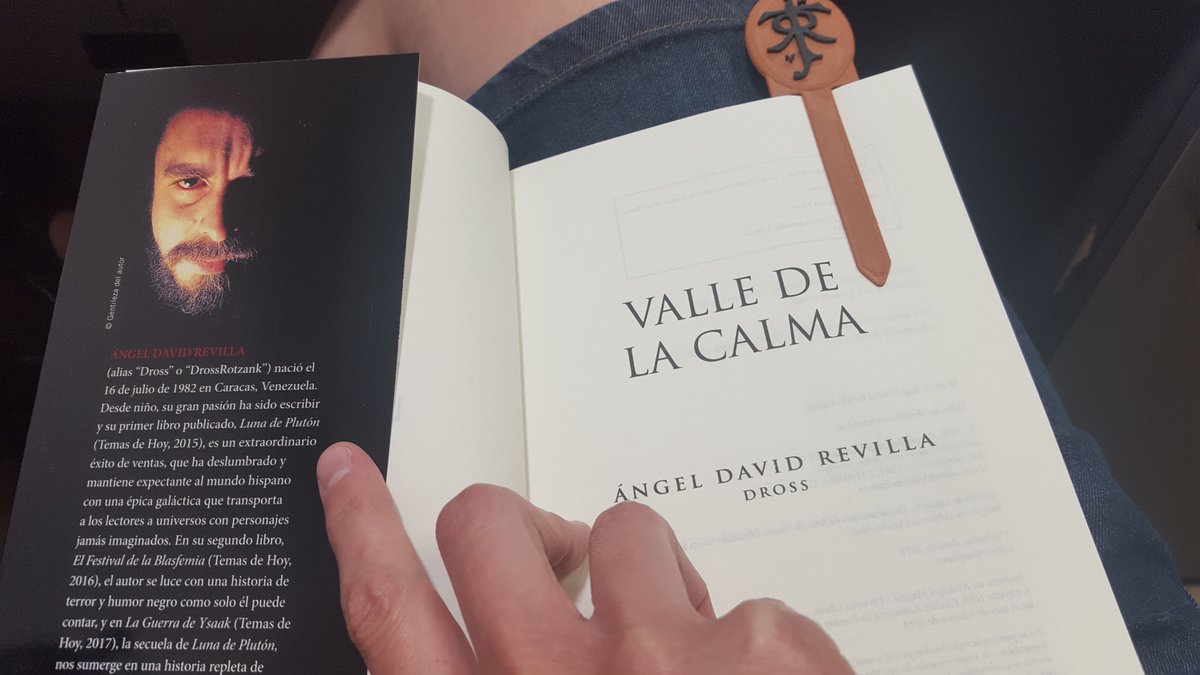 © Gentileza del autor
ÁNGEL DAVID REVILLA
(alias “Dross” o “DrossRotzank”) nació el
16 de julio de 1982 en Caracas, Venezuela.
Desde niño, su gran pasión ha sido escribir
y su primer libro publicado, Luna de Plutón
(Temas de Hoy, 2015), es un extraordinario
éxito de ventas, que ha deslumbrado y
mantiene expectante al mundo hispano
con una épica galáctica que transporta
a los lectores a universos con personajes
jamás imaginados. En su segundo libro,
El Festival de la Blasfemia (Temas de Hoy,
2016), el autor se luce con una historia de
terror y humor negro como solo él puede
contar, y en La Guerra de Ysaak (Temas de
Hoy, 2017), la secuela de Luna de Plutón,
nos sumerge en una historia repleta de
VALLE DE
LA CALMA
ÁNGEL DAVID REVILLA
DROSS